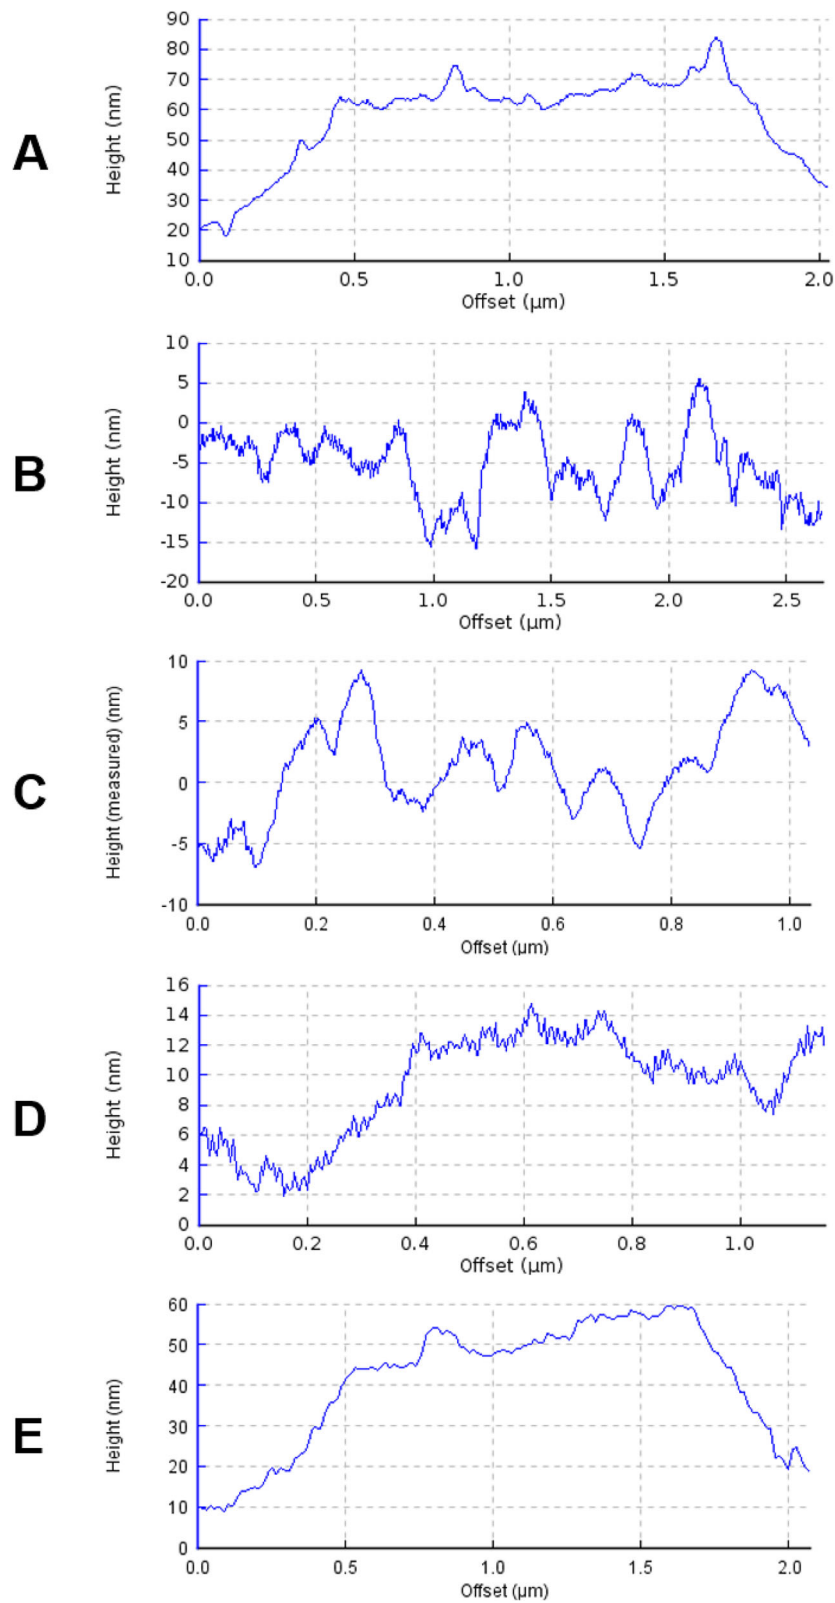 A
Height (nm)
90
80
70
60
50
40
30
20
10
0.0 0.5 1.0 1.5 2.0
Offset (µm)
B
Height (nm)
10
5
0
-5
-10
-15
-20
0.0 0.5 1.0 1.5 2.0 2.5
Offset (µm)
C
Height (measured) (nm)
10
5
0
-5
-10
0.0 0.2 0.4 0.6 0.8 1.0
Offset (µm)
D
Height (nm)
16
14
12
10
8
6
4
2
0
0.0 0.2 0.4 0.6 0.8 1.0
Offset (µm)
E
Height (nm)
60
50
40
30
20
10
0
0.0 0.5 1.0 1.5 2.0
Offset (µm)